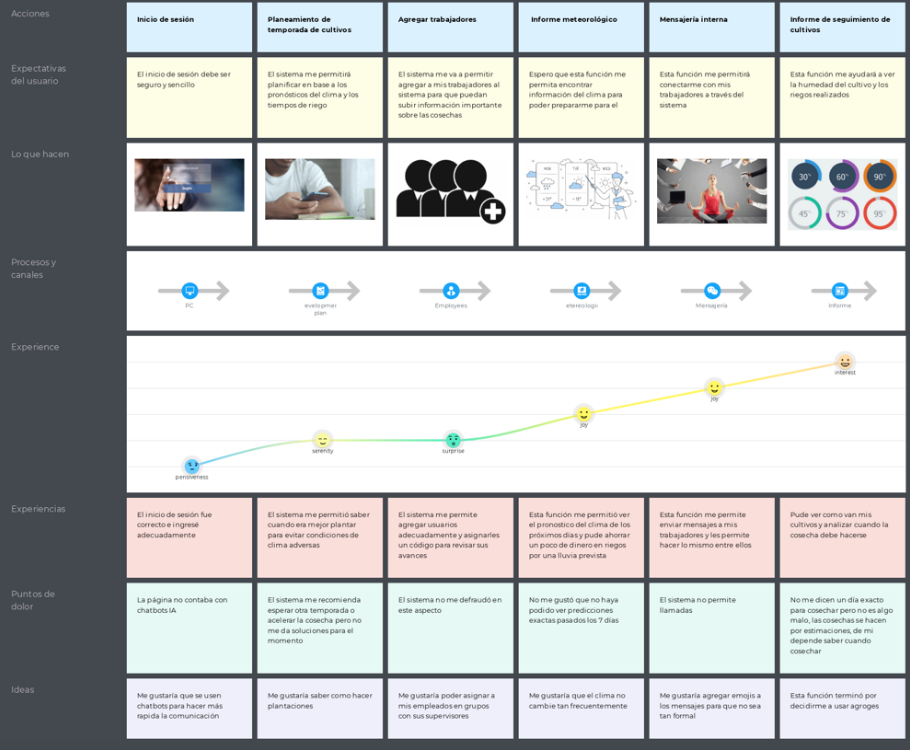 Acciones
Inicio de sesión
Planeamiento de
temporada de cultivos
Agregar trabajadores
Informe meteorológico
Mensajería interna
Informe de seguimiento de
cultivos
Expectativas
del usuario
El inicio de sesión debe ser
seguro y sencillo
El sistema me permitirá
planificar en base a los
pronósticos del clima y los
tiempos de riego
El sistema me va a permitir
agregar a mis trabajadores al
sistema para que puedan
subir información importante
sobre las cosechas
Espero que esta función me
permita encontrar
información del clima para
poder prepararme para el
Esta función me permitirá
conectarme con mis
trabajadores a través del
sistema
Esta función me ayudará a ver
la humedad del cultivo y los
riegos realizados
Lo que hacen
30%
60%
90%
45%
75%
95%
Procesos y
canales
PC
evelopmer
plan
Employees
etereologo
Mensajería
Informe
Experience
pensiveness
serenity
surprise
joy
joy
interest
Experiencias
El inicio de sesión fue
correcto e ingresé
adecuadamente
El sistema me permitió saber
cuando era mejor plantar
para evitar condiciones de
clima adversas
El sistema me permite
agregar usuarios
adecuadamente y asignarles
un código para revisar sus
avances
Esta función me permitió ver
el pronostico del clima de los
próximos días y pude ahorrar
un poco de dinero en riegos
por una lluvia prevista
Esta función me permite
enviar mensajes a mis
trabajadores y les permite
hacer lo mismo entre ellos
Pude ver como van mis
cultivos y analizar cuando la
cosecha debe hacerse
Puntos de
dolor
La página no contaba con
chatbots IA
El sistema me recomienda
esperar otra temporada o
acelerar la cosecha pero no
me da soluciones para el
momento
El sistema no me defraudó en
este aspecto
No me gustó que no haya
podido ver predicciones
exactas pasados los 7 días
El sistema no permite
llamadas
No me dicen un día exacto
para cosechar pero no es algo
malo, las cosechas se hacen
por estimaciones, de mi
depende saber cuando
cosechar
Ideas
Me gustaría que se usen
chatbots para hacer más
rapida la comunicación
Me gustaría saber como hacer
plantaciones
Me gustaría poder asignar a
mis empleados en grupos
con sus supervisores
Me gustaría que el clima no
cambie tan frecuentemente
Me gustaría agregar emojis a
los mensajes para que no sea
tan formal
Esta función terminó por
decidirme a usar agroges